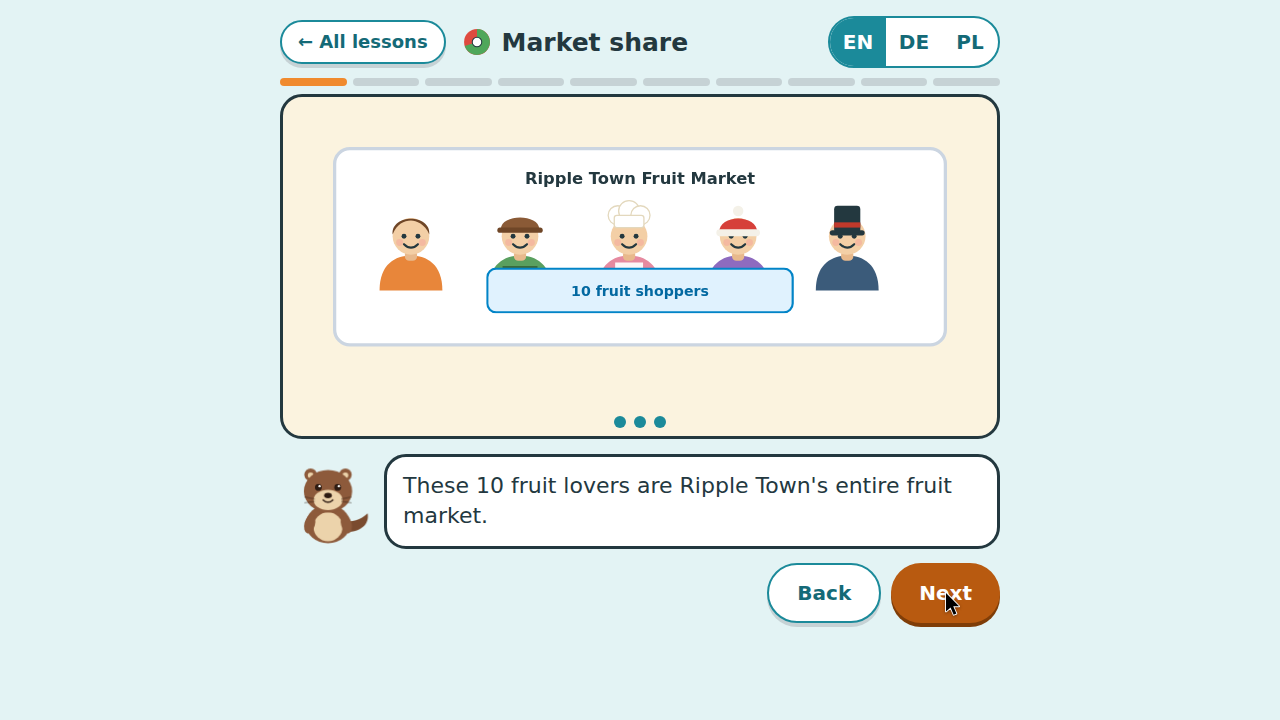 ← All lessons
Market share
EN DE PL
Ripple Town Fruit Market
10 fruit shoppers
These 10 fruit lovers are Ripple Town's entire fruit
market.
Back
Next